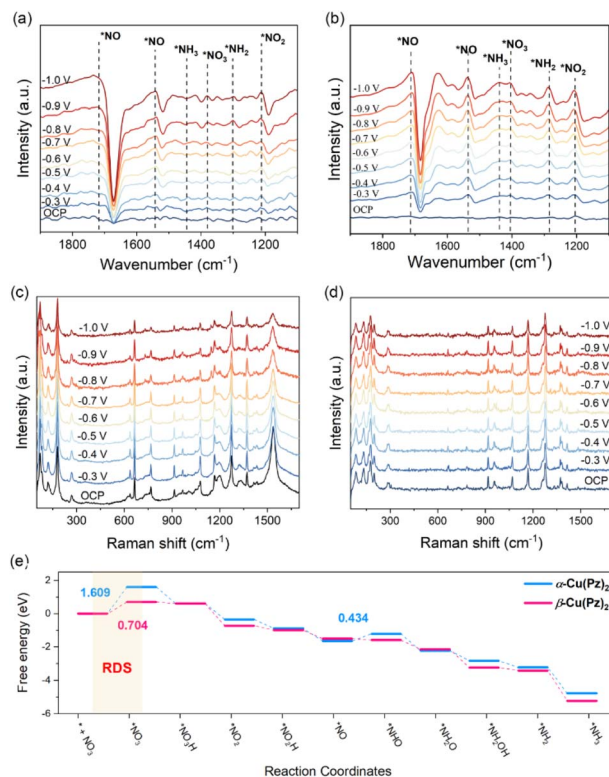 (a)
*NO
*NO
*NH3
*NO3
*NH2
*NO2
-1.0 V
-0.9 V
-0.8 V
-0.7 V
-0.6 V
-0.5 V
-0.4 V
-0.3 V
OCP
Intensity (a.u.)
1800
1600
1400
1200
Wavenumber (cm⁻¹)
(b)
*NO
*NO
*NH3
*NO3
*NH2
*NO2
-1.0 V
-0.9 V
-0.8 V
-0.7 V
-0.6 V
-0.5 V
-0.4 V
-0.3 V
OCP
Intensity (a.u.)
1800
1600
1400
1200
Wavenumber (cm⁻¹)
(c)
-1.0 V
-0.9 V
-0.8 V
-0.7 V
-0.6 V
-0.5 V
-0.4 V
-0.3 V
OCP
Intensity (a.u.)
300
600
900
1200
1500
Raman shift (cm⁻¹)
(d)
-1.0 V
-0.9 V
-0.8 V
-0.7 V
-0.6 V
-0.5 V
-0.4 V
-0.3 V
OCP
Intensity (a.u.)
300
600
900
1200
1500
Raman shift (cm⁻¹)
(e)
α-Cu(Pz)2
β-Cu(Pz)2
1.609
0.704
0.434
RDS
Free energy (eV)
2
0
-2
-4
-6
* + NO3
*NO3
*NO3H
*NO2
*NO2H
*NO
*NHO
*NH2O
*NH2OH
*NH2
*NH3
Reaction Coordinates